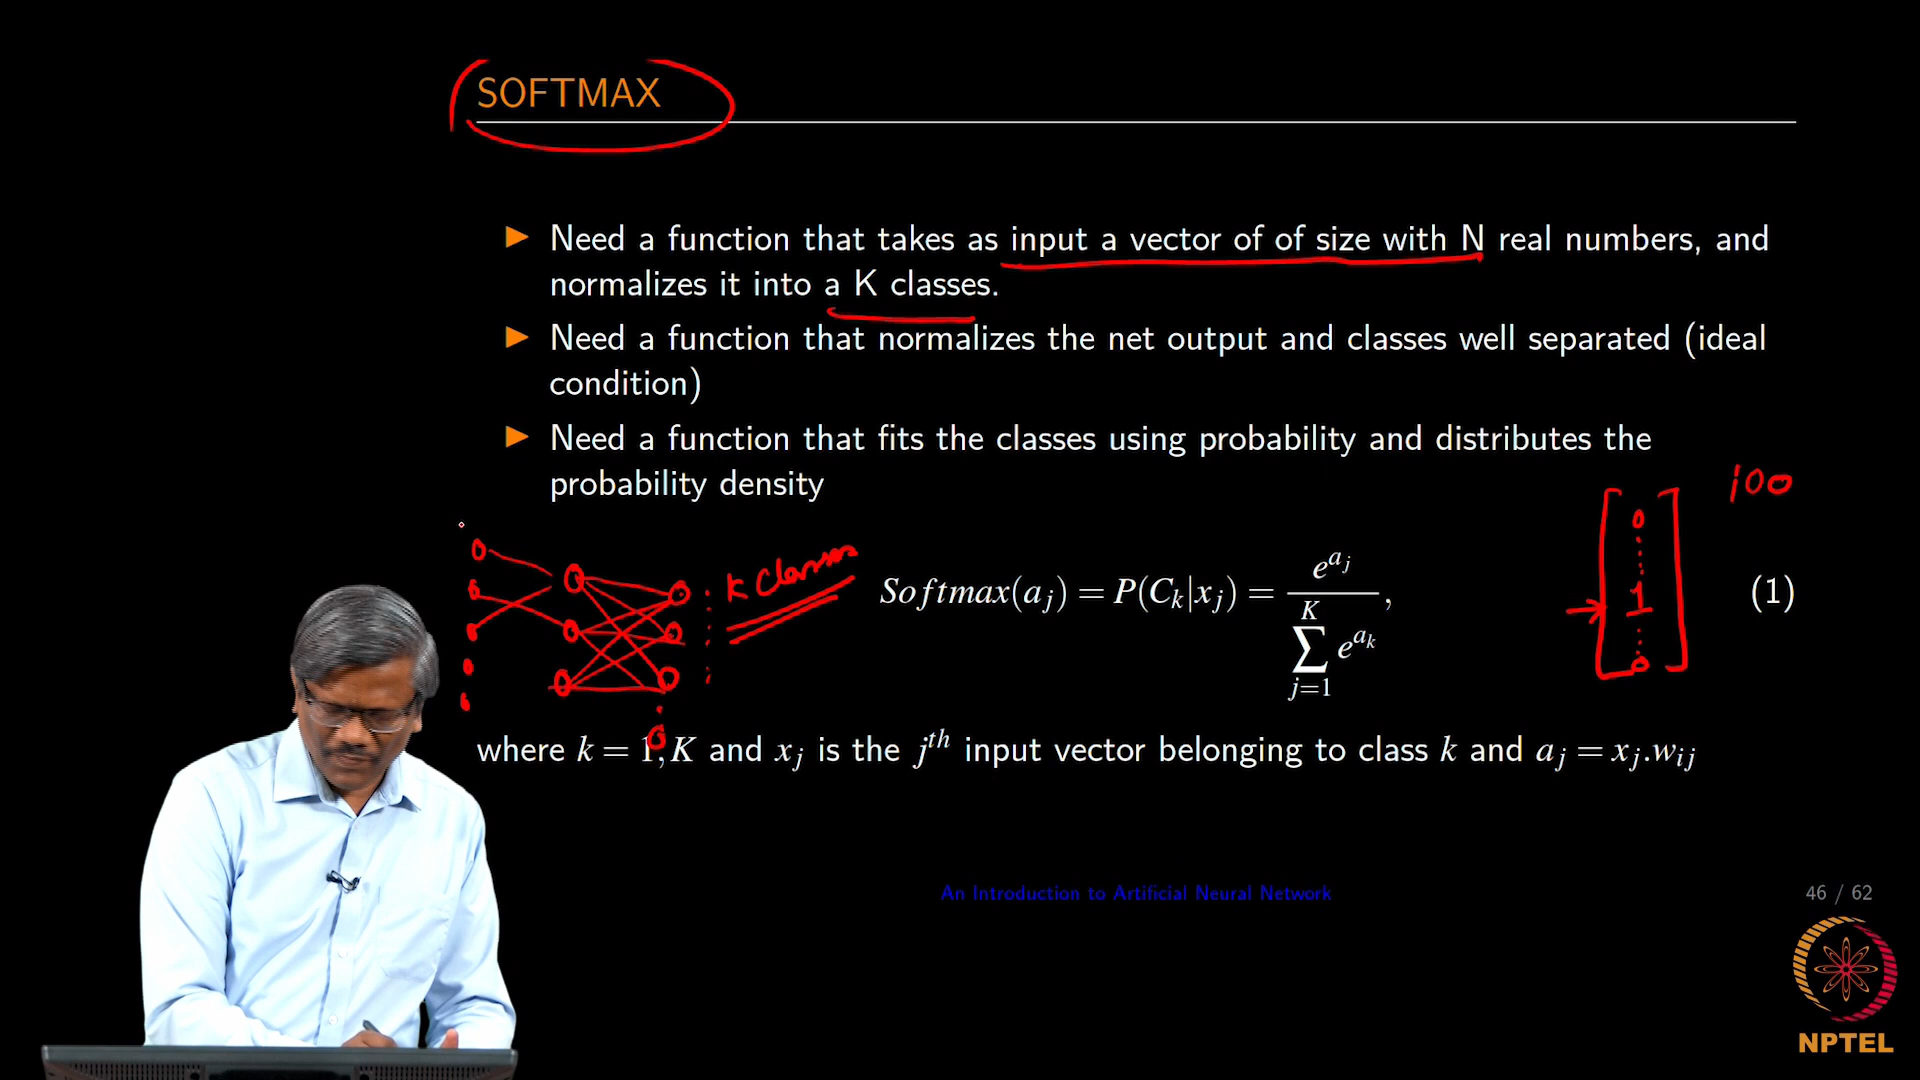 SOFTMAX
▶ Need a function that takes as input a vector of of size with N real numbers, and
normalizes it into a K classes.
▶ Need a function that normalizes the net output and classes well separated (ideal
condition)
▶ Need a function that fits the classes using probability and distributes the
probability density
100
0
K classes
Softmax(a_j) = P(C_k|x_j) = e^{a_j} / \sum_{j=1}^{K} e^{a_k}, (1)
1
0
where k = 1, K and x_j is the j^{th} input vector belonging to class k and a_j = x_j.w_{ij}
An Introduction to Artificial Neural Network
46 / 62
NPTEL